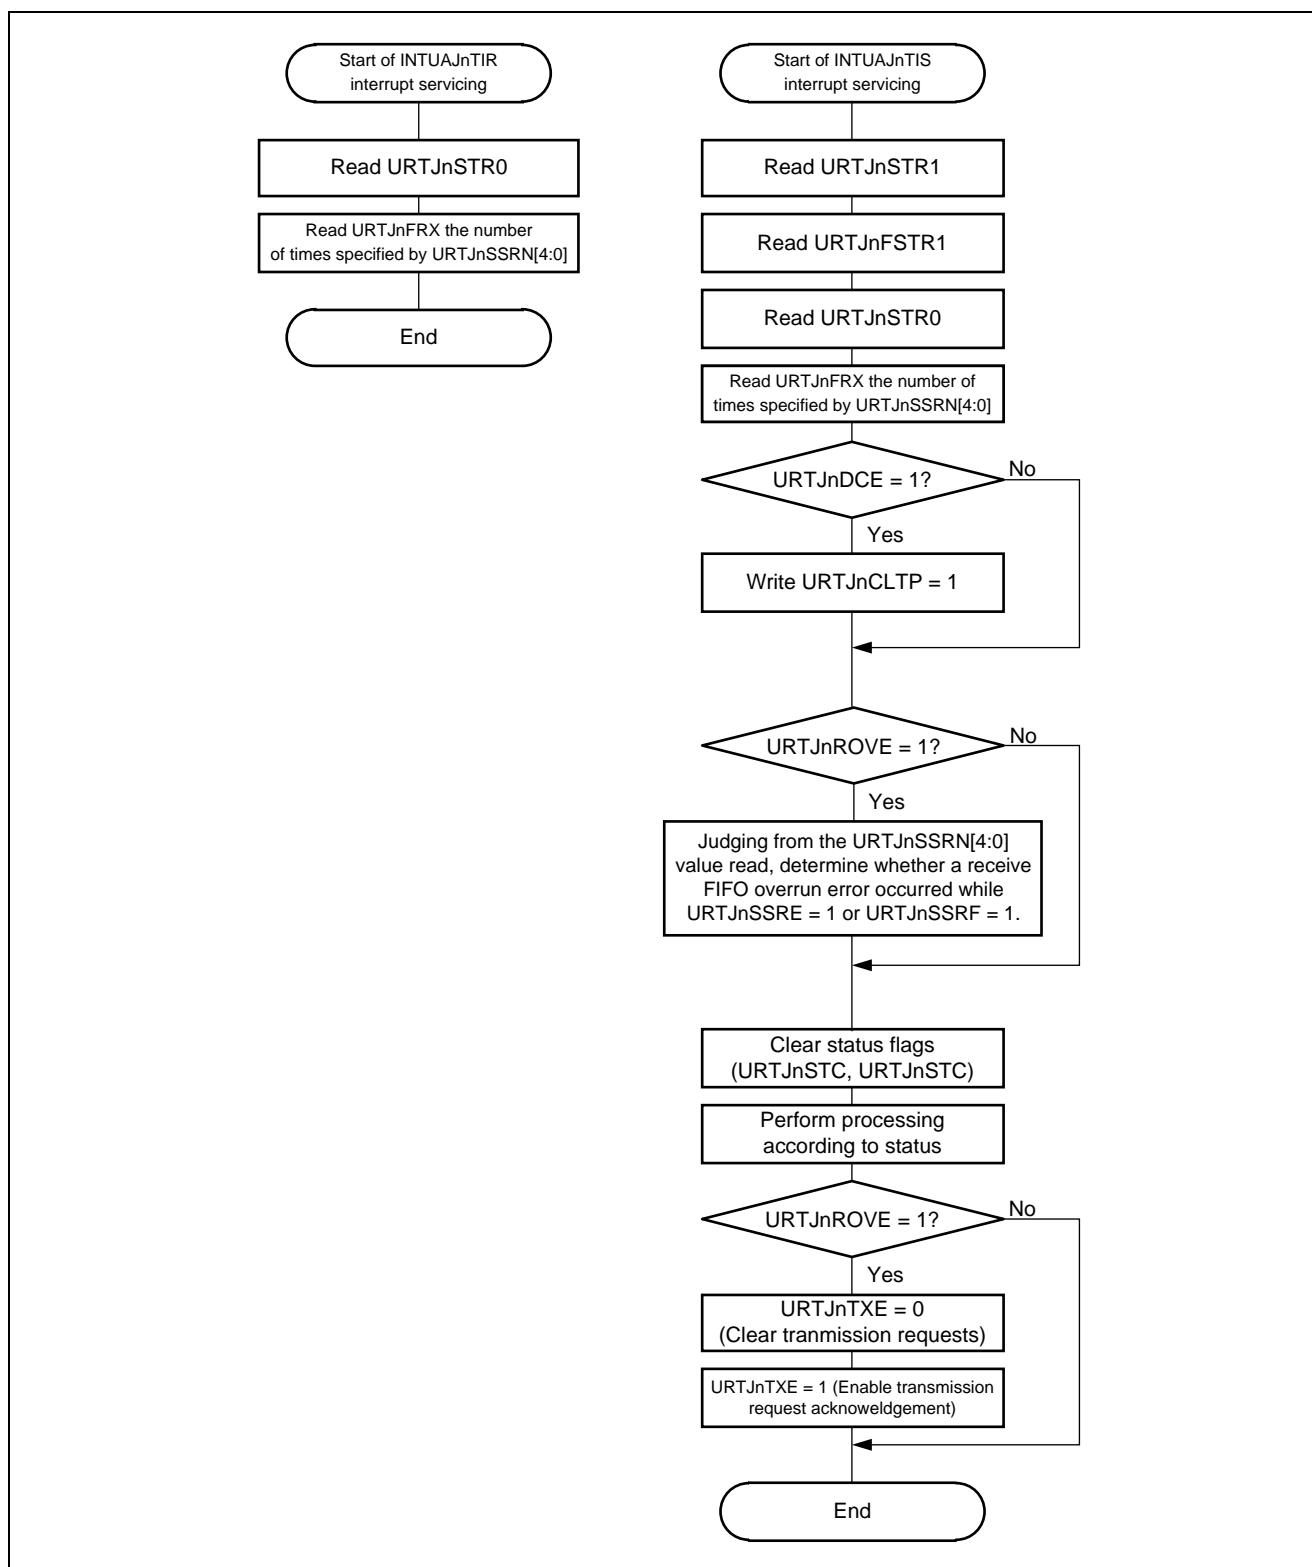 Start of INTUAJnTIR
interrupt servicing
Read URTJnSTR0
Read URTJnFRX the number
of times specified by URTJnSSRN[4:0]
End
Start of INTUAJnTIS
interrupt servicing
Read URTJnSTR1
Read URTJnFSTR1
Read URTJnSTR0
Read URTJnFRX the number of
times specified by URTJnSSRN[4:0]
URTJnDCE = 1?
No
Yes
Write URTJnCLTP = 1
URTJnROVE = 1?
No
Yes
Judging from the URTJnSSRN[4:0]
value read, determine whether a receive
FIFO overrun error occurred while
URTJnSSRE = 1 or URTJnSSRF = 1.
Clear status flags
(URTJnSTC, URTJnSTC)
Perform processing
according to status
URTJnROVE = 1?
No
Yes
URTJnTXE = 0
(Clear tranmission requests)
URTJnTXE = 1 (Enable transmission
request acknoweldgement)
End